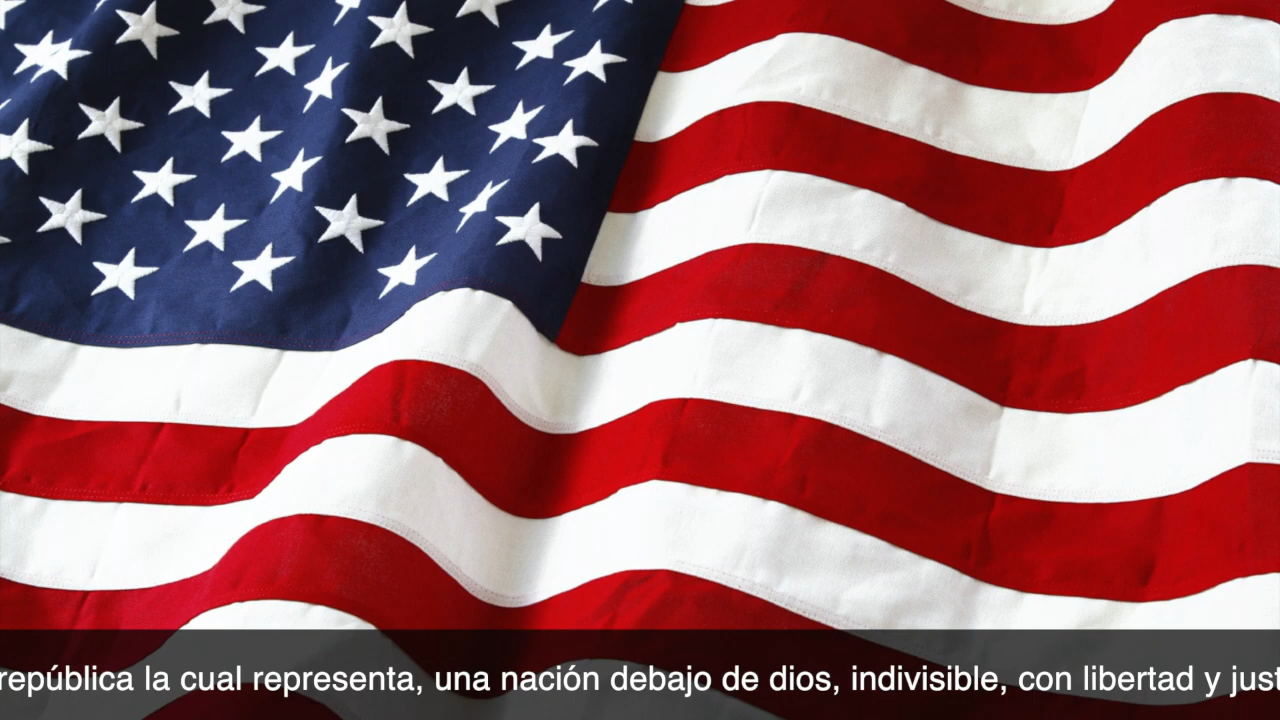 república la cual representa, una nación debajo de dios, indivisible, con libertad y just